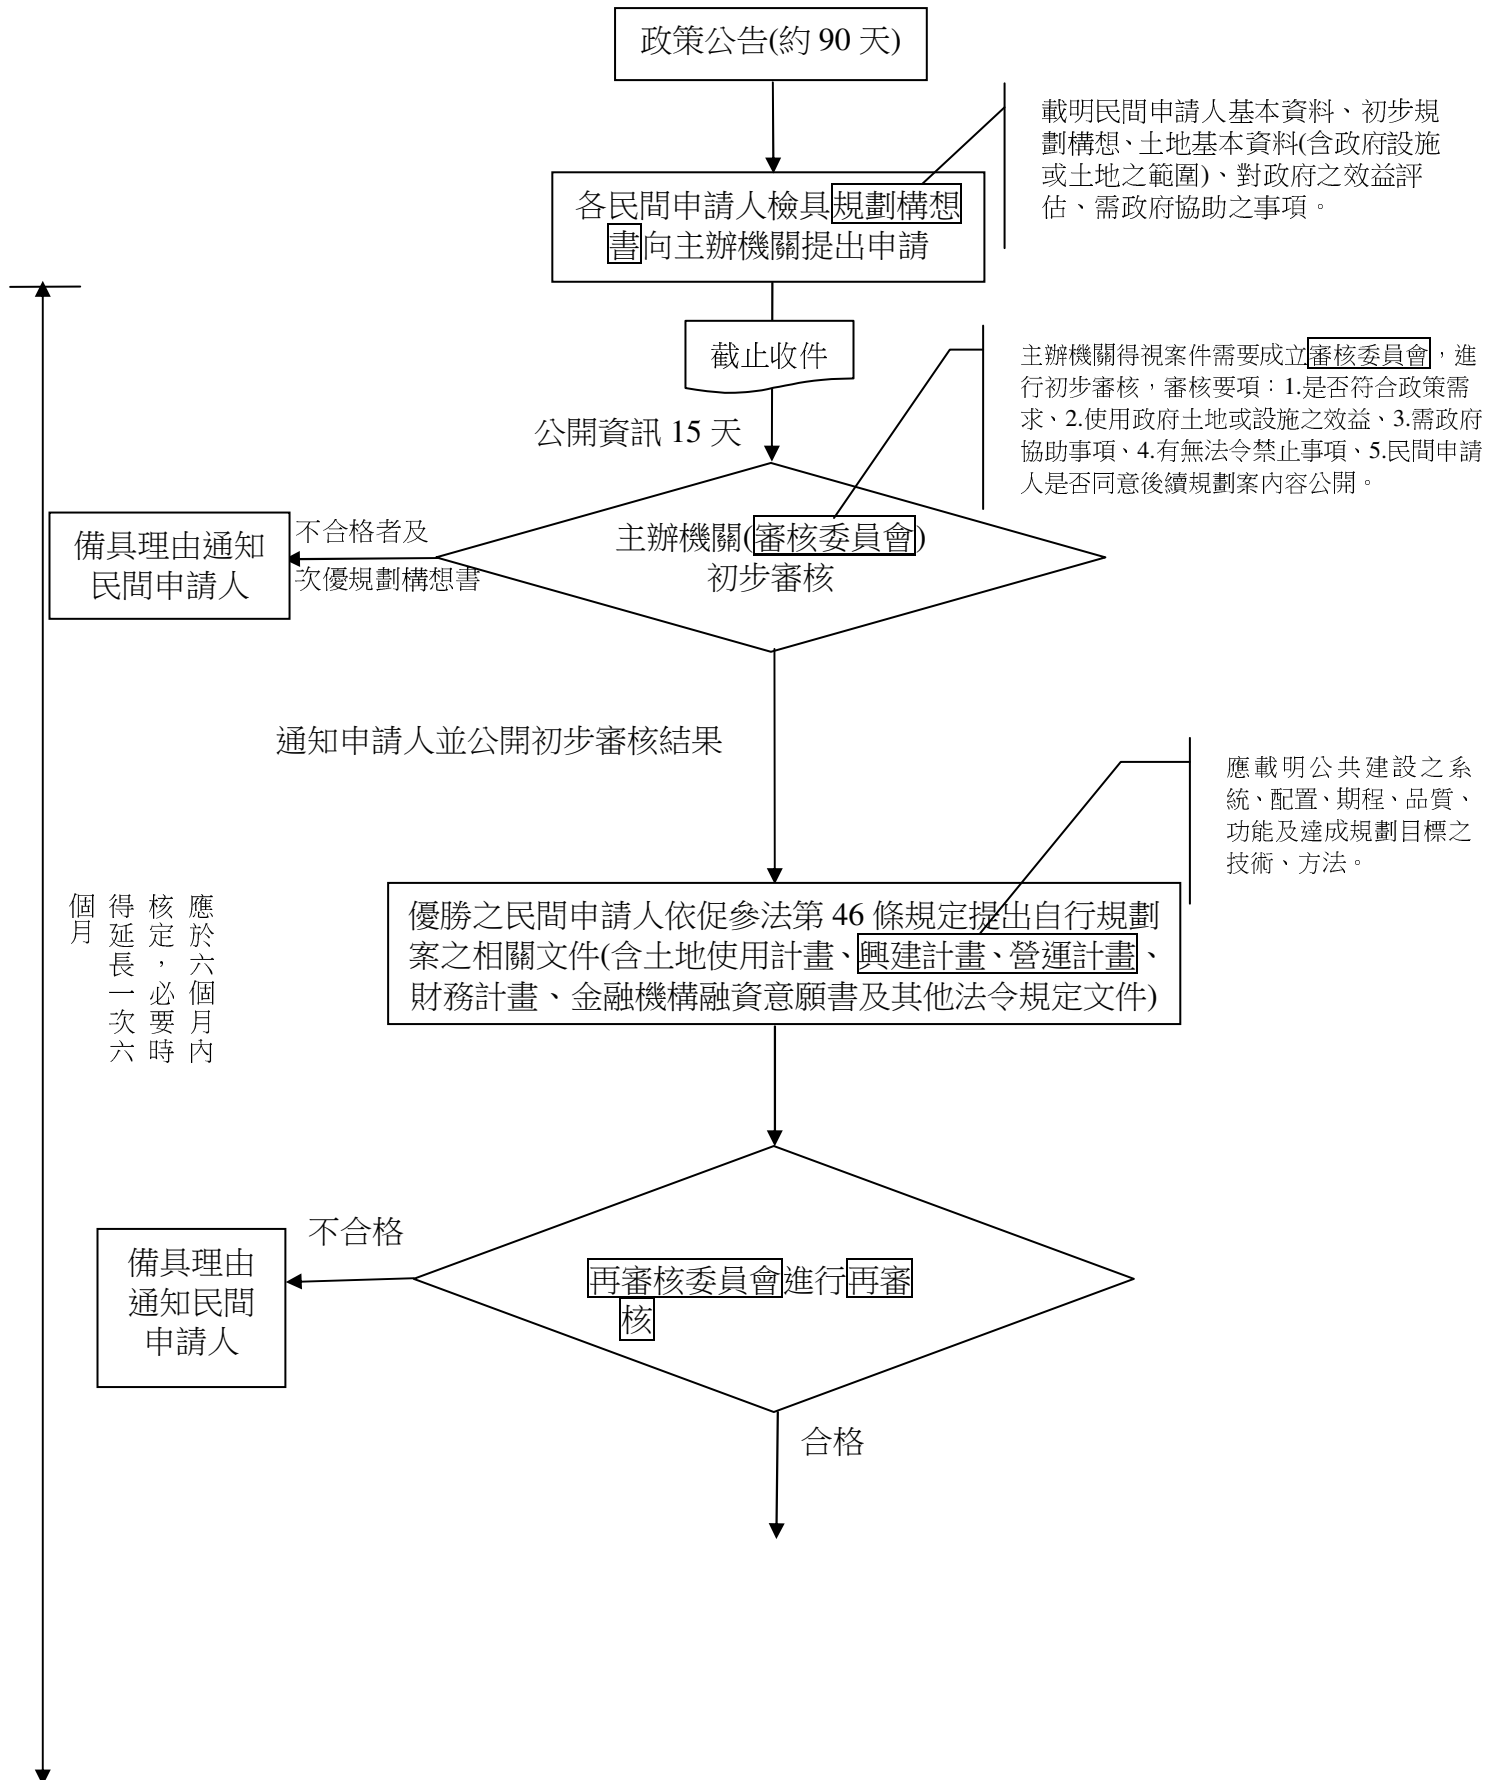 政策公告(約 90 天)
載明民間申請人基本資料、初步規
劃構想、土地基本資料(含政府設施
或土地之範圍)、對政府之效益評
估、需政府協助之事項。
各民間申請人檢具規劃構想
書向主辦機關提出申請
截止收件
主辦機關得視案件需要成立審核委員會，進
行初步審核，審核要項：1.是否符合政策需
求、2.使用政府土地或設施之效益、3.需政府
協助事項、4.有無法令禁止事項、5.民間申請
人是否同意後續規劃案內容公開。
公開資訊 15 天
主辦機關(審核委員會)
初步審核
不合格者及
次優規劃構想書
備具理由通知
民間申請人
通知申請人並公開初步審核結果
應載明公共建設之系
統、配置、期程、品質、
功能及達成規劃目標之
技術、方法。
應於六個月內
核定，必要時
得延長一次六
個月
優勝之民間申請人依促參法第 46 條規定提出自行規劃
案之相關文件(含土地使用計畫、興建計畫、營運計畫、
財務計畫、金融機構融資意願書及其他法令規定文件)
不合格
備具理由
通知民間
申請人
再審核委員會進行再審
核
合格